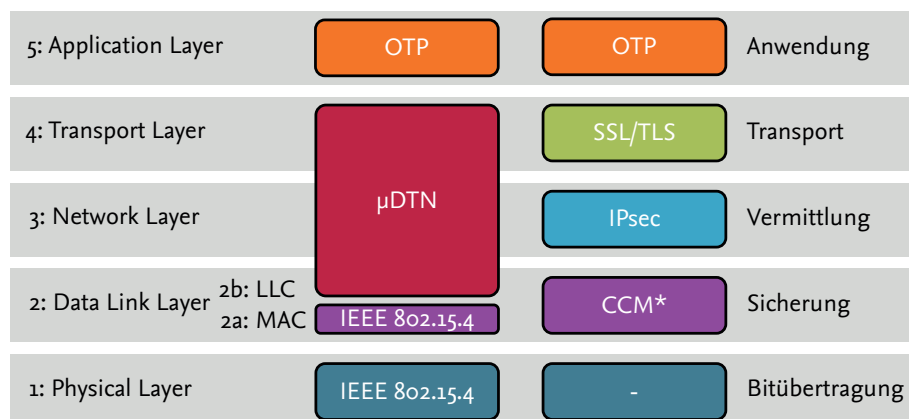 5: Application Layer OTP OTP Anwendung
4: Transport Layer SSL/TLS Transport
µDTN
3: Network Layer IPsec Vermittlung
2b: LLC
2: Data Link Layer CCM* Sicherung
2a: MAC IEEE 802.15.4
1: Physical Layer IEEE 802.15.4 - Bitübertragung